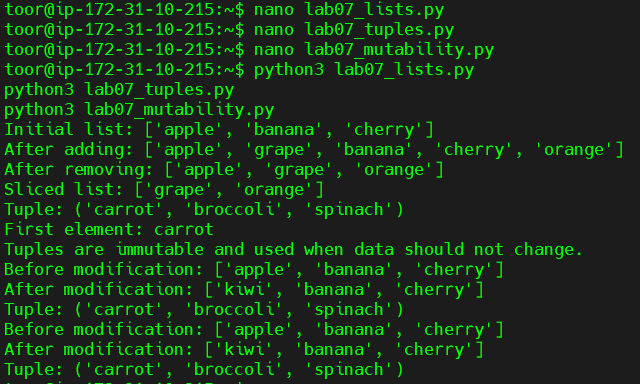 toor@ip-172-31-10-215:~$ nano lab07_lists.py
toor@ip-172-31-10-215:~$ nano lab07_tuples.py
toor@ip-172-31-10-215:~$ nano lab07_mutability.py
toor@ip-172-31-10-215:~$ python3 lab07_lists.py
python3 lab07_tuples.py
python3 lab07_mutability.py
Initial list: ['apple', 'banana', 'cherry']
After adding: ['apple', 'grape', 'banana', 'cherry', 'orange']
After removing: ['apple', 'grape', 'orange']
Sliced list: ['grape', 'orange']
Tuple: ('carrot', 'broccoli', 'spinach')
First element: carrot
Tuples are immutable and used when data should not change.
Before modification: ['apple', 'banana', 'cherry']
After modification: ['kiwi', 'banana', 'cherry']
Tuple: ('carrot', 'broccoli', 'spinach')
Before modification: ['apple', 'banana', 'cherry']
After modification: ['kiwi', 'banana', 'cherry']
Tuple: ('carrot', 'broccoli', 'spinach')